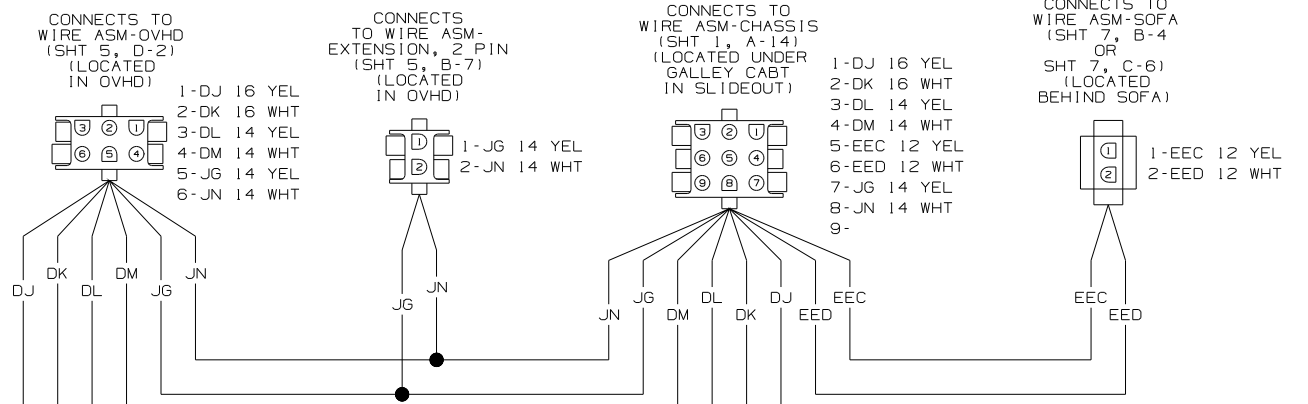 CONNECTS TO
WIRE ASM-OVHD
(SHT 5, D-2)
(LOCATED
IN OVHD)
1-DJ 16 YEL
2-DK 16 WHT
3-DL 14 YEL
4-DM 14 WHT
5-JG 14 YEL
6-JN 14 WHT
3 2 1
6 5 4
DJ
DK
DL
DM
JG
JN
CONNECTS
TO WIRE ASM-
EXTENSION, 2 PIN
(SHT 5, B-7)
(LOCATED
IN OVHD)
1
2
1-JG 14 YEL
2-JN 14 WHT
JG
JN
CONNECTS TO
WIRE ASM-CHASSIS
(SHT 1, A-14)
(LOCATED UNDER
GALLEY CABT
IN SLIDEOUT)
1-DJ 16 YEL
2-DK 16 WHT
3-DL 14 YEL
4-DM 14 WHT
5-EEC 12 YEL
6-EED 12 WHT
7-JG 14 YEL
8-JN 14 WHT
9-
3 2 1
6 5 4
9 8 7
JN
JG
DM
DL
DK
DJ
EED
EEC
CONNECTS TO
WIRE ASM-SOFA
(SHT 7, B-4
OR
SHT 7, C-6)
(LOCATED
BEHIND SOFA)
1
2
1-EEC 12 YEL
2-EED 12 WHT
EEC
EED